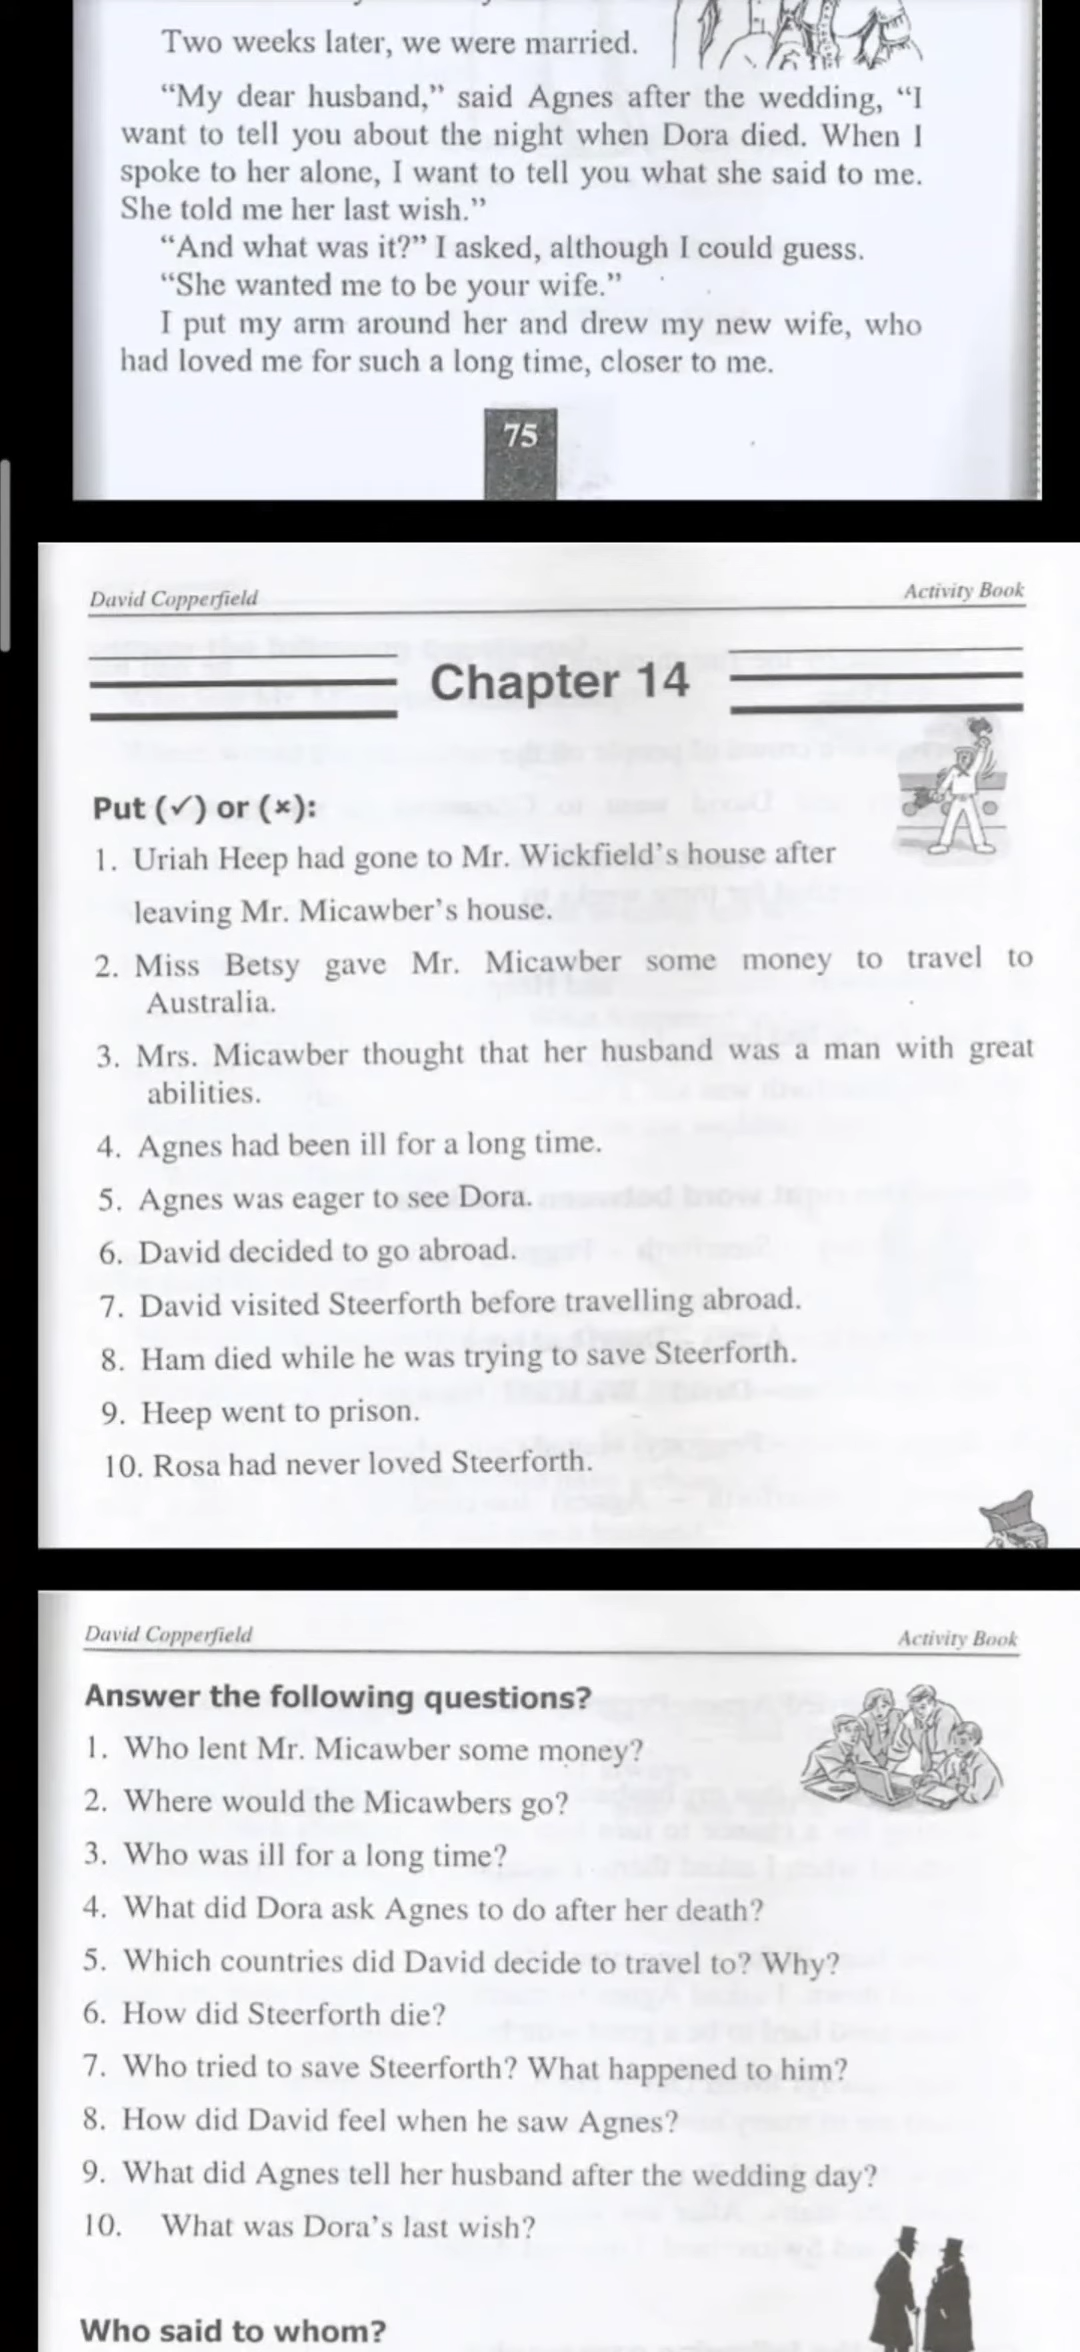 Two weeks later, we were married.
“My dear husband,” said Agnes after the wedding, “I
want to tell you about the night when Dora died. When I
spoke to her alone, I want to tell you what she said to me.
She told me her last wish.”
“And what was it?” I asked, although I could guess.
“She wanted me to be your wife.”
I put my arm around her and drew my new wife, who
had loved me for such a long time, closer to me.
75
David Copperfield
Activity Book
Chapter 14
Put (✓) or (×):
1. Uriah Heep had gone to Mr. Wickfield’s house after
leaving Mr. Micawber’s house.
2. Miss Betsy gave Mr. Micawber some money to travel to
Australia.
3. Mrs. Micawber thought that her husband was a man with great
abilities.
4. Agnes had been ill for a long time.
5. Agnes was eager to see Dora.
6. David decided to go abroad.
7. David visited Steerforth before travelling abroad.
8. Ham died while he was trying to save Steerforth.
9. Heep went to prison.
10. Rosa had never loved Steerforth.
David Copperfield
Activity Book
Answer the following questions?
1. Who lent Mr. Micawber some money?
2. Where would the Micawbers go?
3. Who was ill for a long time?
4. What did Dora ask Agnes to do after her death?
5. Which countries did David decide to travel to? Why?
6. How did Steerforth die?
7. Who tried to save Steerforth? What happened to him?
8. How did David feel when he saw Agnes?
9. What did Agnes tell her husband after the wedding day?
10. What was Dora’s last wish?
Who said to whom?